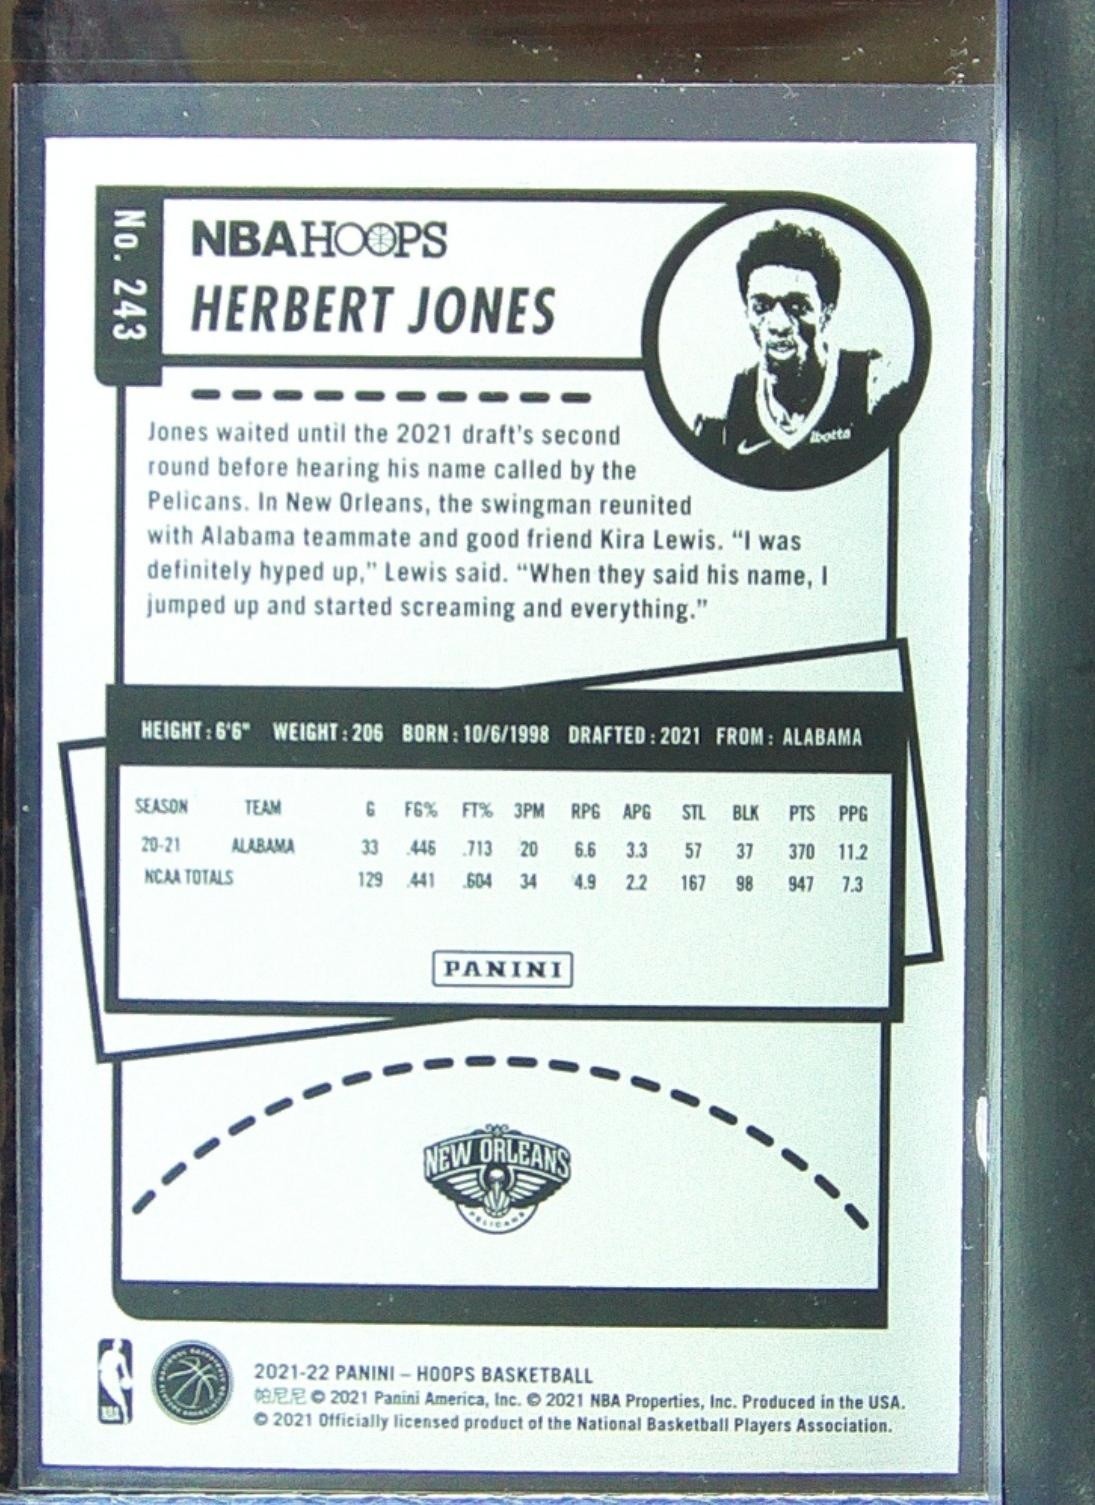 No. 243
NBA HOOPS
HERBERT JONES
Ibotta
Jones waited until the 2021 draft's second
round before hearing his name called by the
Pelicans. In New Orleans, the swingman reunited
with Alabama teammate and good friend Kira Lewis. “I was
definitely hyped up,” Lewis said. “When they said his name, I
jumped up and started screaming and everything.”
HEIGHT: 6'6" WEIGHT: 206 BORN: 10/6/1998 DRAFTED: 2021 FROM: ALABAMA
SEASON TEAM G FG% FT% 3PM RPG APG STL BLK PTS PPG
20-21 ALABAMA 33 .446 .713 20 6.6 3.3 57 37 370 11.2
NCAA TOTALS 129 .441 .604 34 4.9 2.2 167 98 947 7.3
PANINI
NEW ORLEANS
PELICANS
2021-22 PANINI – HOOPS BASKETBALL
帕尼尼 © 2021 Panini America, Inc. © 2021 NBA Properties, Inc. Produced in the USA.
© 2021 Officially licensed product of the National Basketball Players Association.